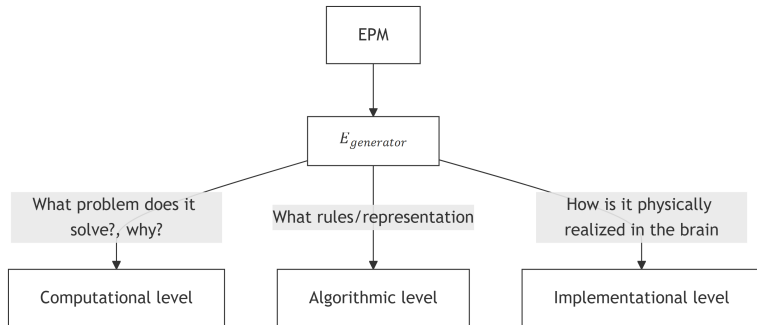 EPM
E_generator
What problem does it
solve?, why?
What rules/representation
How is it physically
realized in the brain
Computational level
Algorithmic level
Implementational level